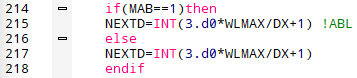 214 if(MAB==1)then
215 NEXTD=INT(3.d0*WLMAX/DX+1) !ABL
216 else
217 NEXTD=INT(3.d0*WLMAX/DX+1)
218 endif